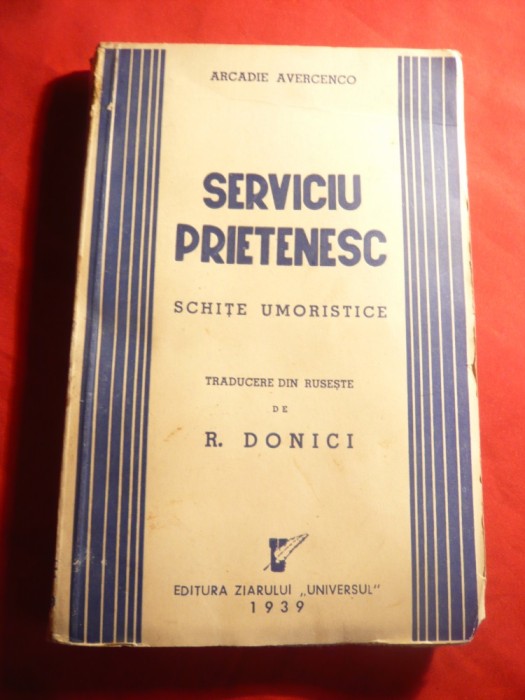 ARCADIE AVERCENCO
SERVICIU
PRIETENESC
SCHIȚE UMORISTICE
TRADUCERE DIN RUSEȘTE
DE
R. DONICI
EDITURA ZIARULUI „UNIVERSUL"
1939